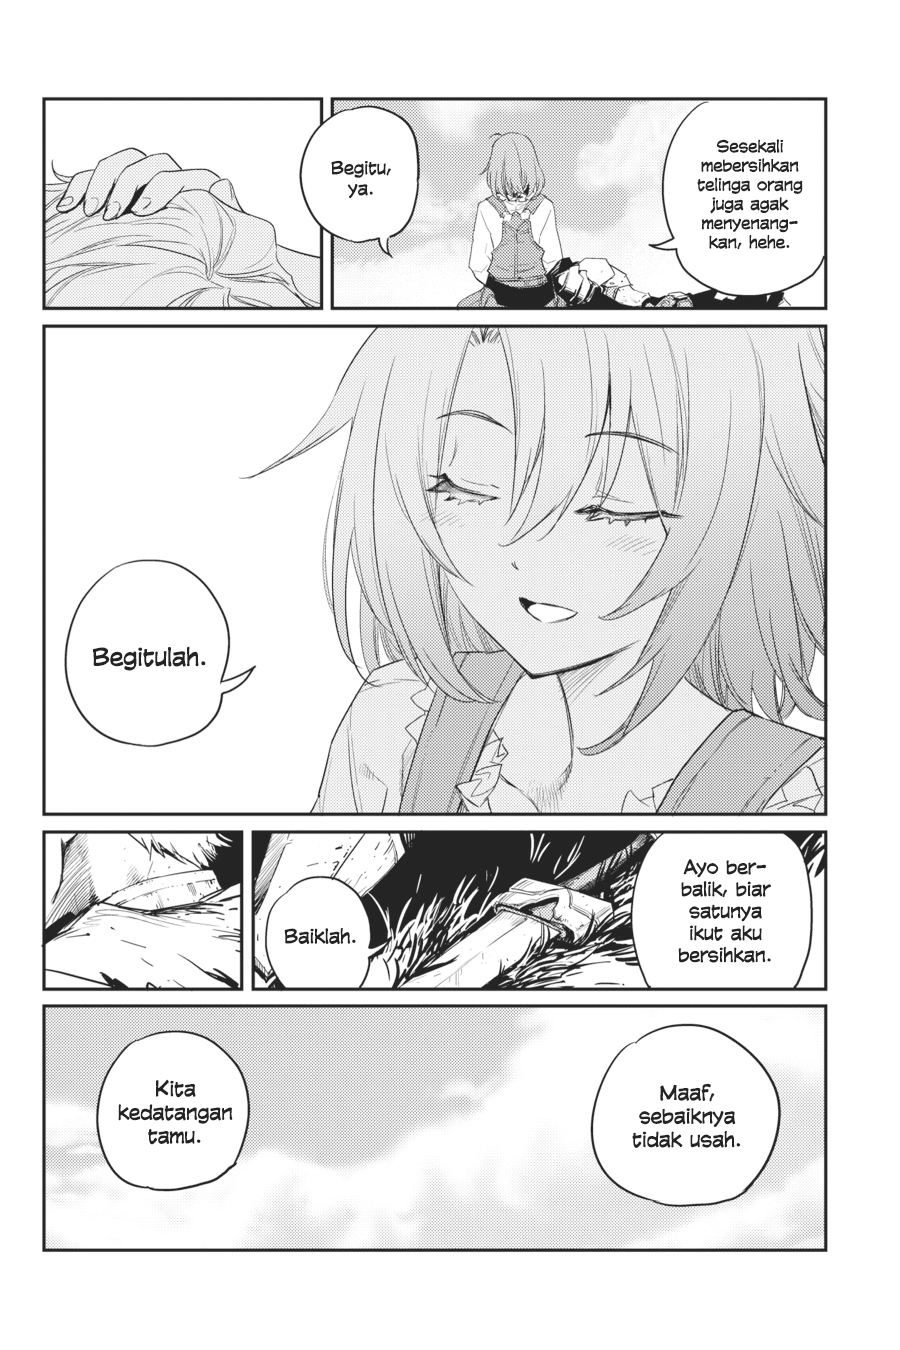 Sesekali
mebersihkan
telinga orang
juga agak
menyenang-
kan, hehe.
Begitu,
ya.
Begitulah.
Ayo ber-
balik, biar
satunya
ikut aku
bersihkan.
Baiklah.
Maaf,
sebaiknya
tidak usah.
Kita
kedatangan
tamu.